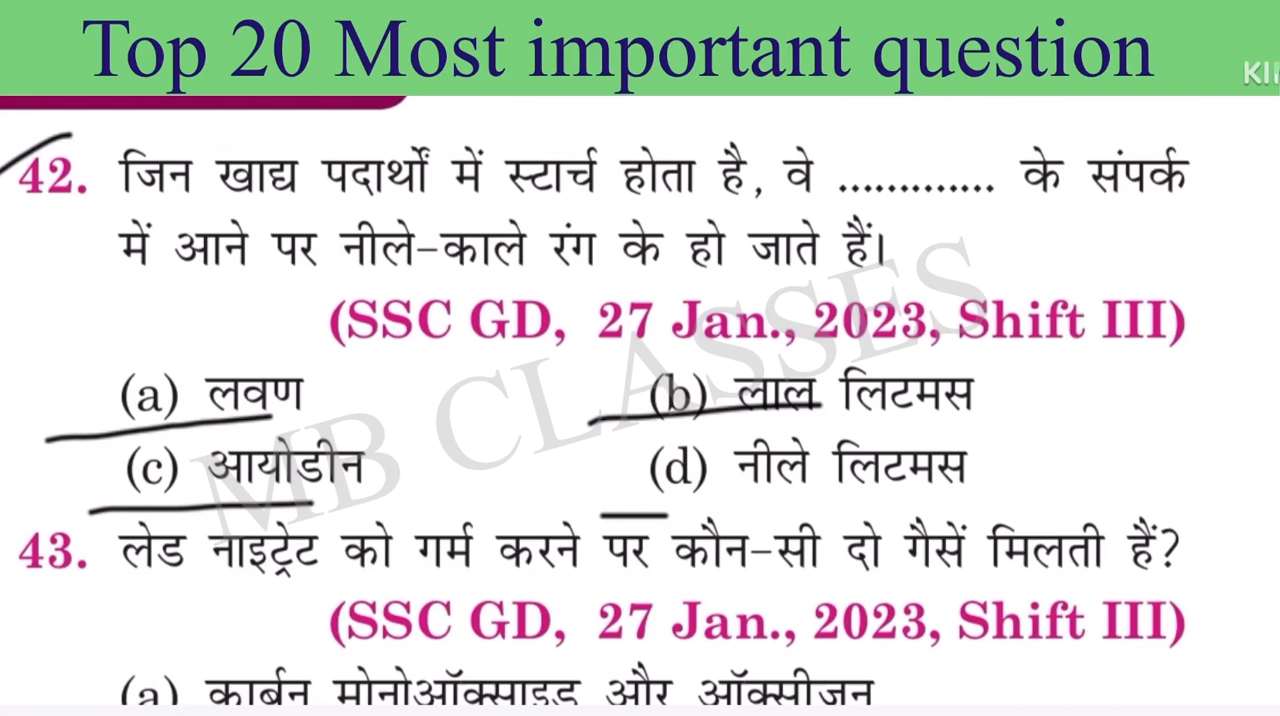 Top 20 Most important question
42. जिन खाद्य पदार्थों में स्टार्च होता है, वे ............. के संपर्क
में आने पर नीले-काले रंग के हो जाते हैं।
(SSC GD, 27 Jan., 2023, Shift III)
(a) लवण (b) लाल लिटमस
(c) आयोडीन (d) नीले लिटमस
MB CLASSES
43. लेड नाइट्रेट को गर्म करने पर कौन-सी दो गैसें मिलती हैं?
(SSC GD, 27 Jan., 2023, Shift III)
(a) कार्बन मोनोऑक्साइड और ऑक्सीजन